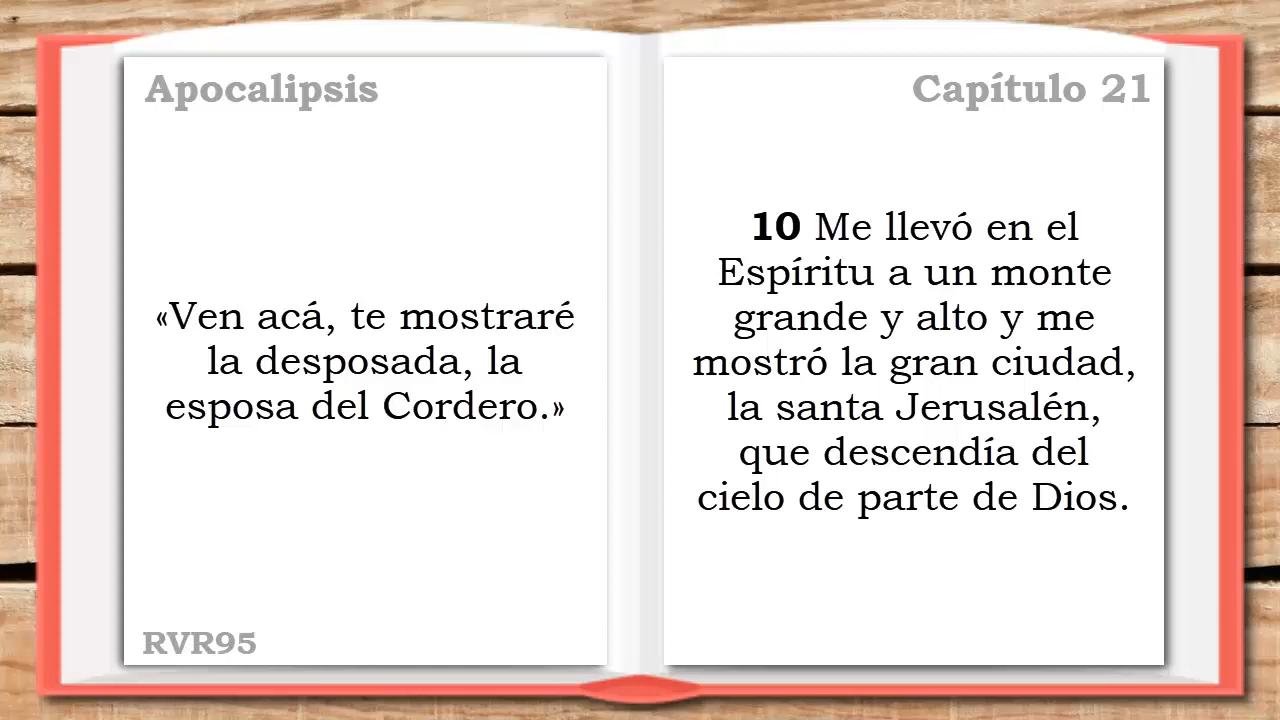 Apocalipsis
«Ven acá, te mostraré
la desposada, la
esposa del Cordero.»
RVR95
Capítulo 21
10 Me llevó en el
Espíritu a un monte
grande y alto y me
mostró la gran ciudad,
la santa Jerusalén,
que descendía del
cielo de parte de Dios.